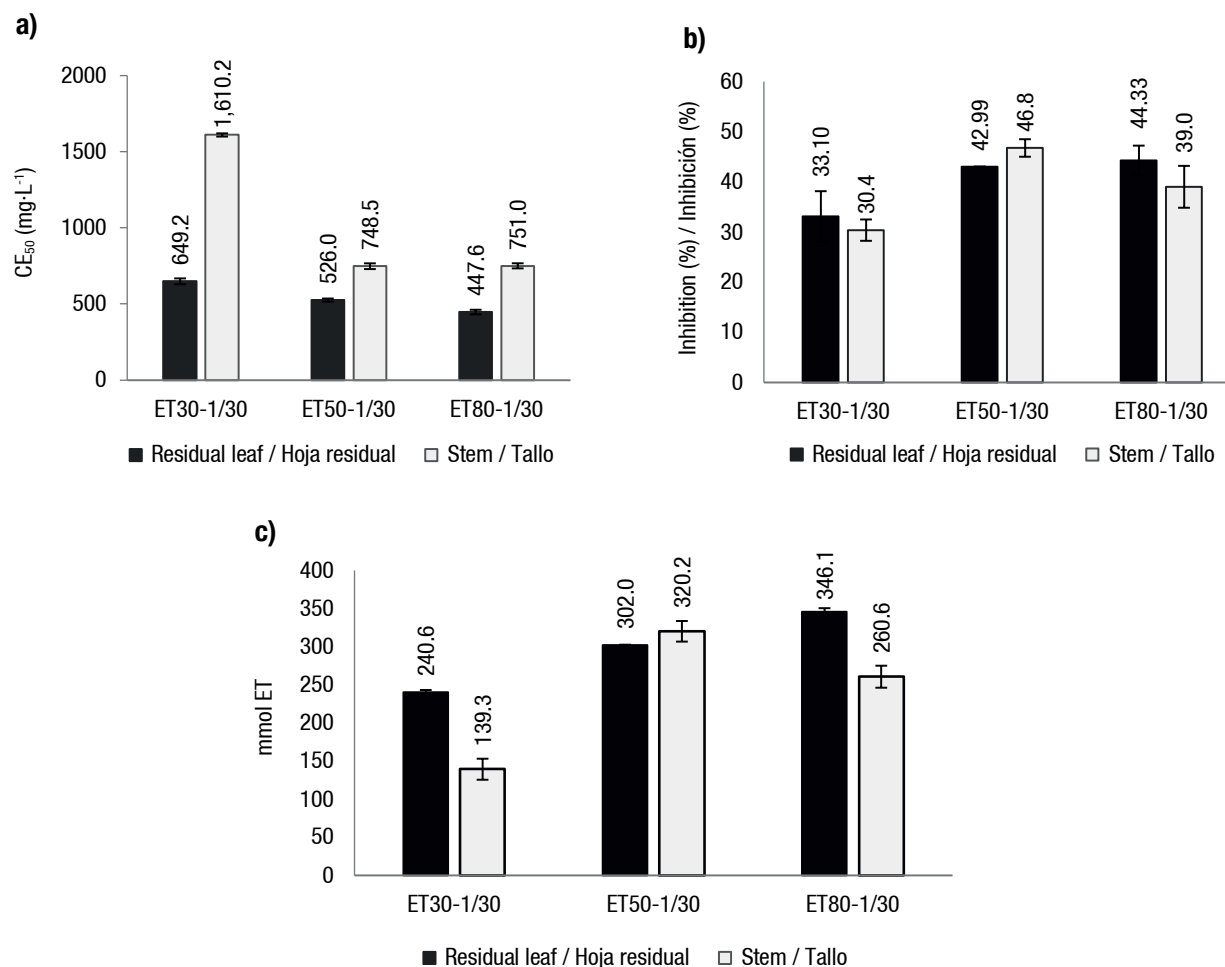 a)
CE₅₀ (mg·L⁻¹)
2000
1500
1000
500
0
649.2
1,610.2
526.0
748.5
447.6
751.0
ET30-1/30
ET50-1/30
ET80-1/30
Residual leaf / Hoja residual
Stem / Tallo
b)
Inhibition (%) / Inhibición (%)
60
50
40
30
20
10
0
33.10
30.4
42.99
46.8
44.33
39.0
ET30-1/30
ET50-1/30
ET80-1/30
Residual leaf / Hoja residual
Stem / Tallo
c)
mmol ET
400
350
300
250
200
150
100
50
0
240.6
139.3
302.0
320.2
346.1
260.6
ET30-1/30
ET50-1/30
ET80-1/30
Residual leaf / Hoja residual
Stem / Tallo